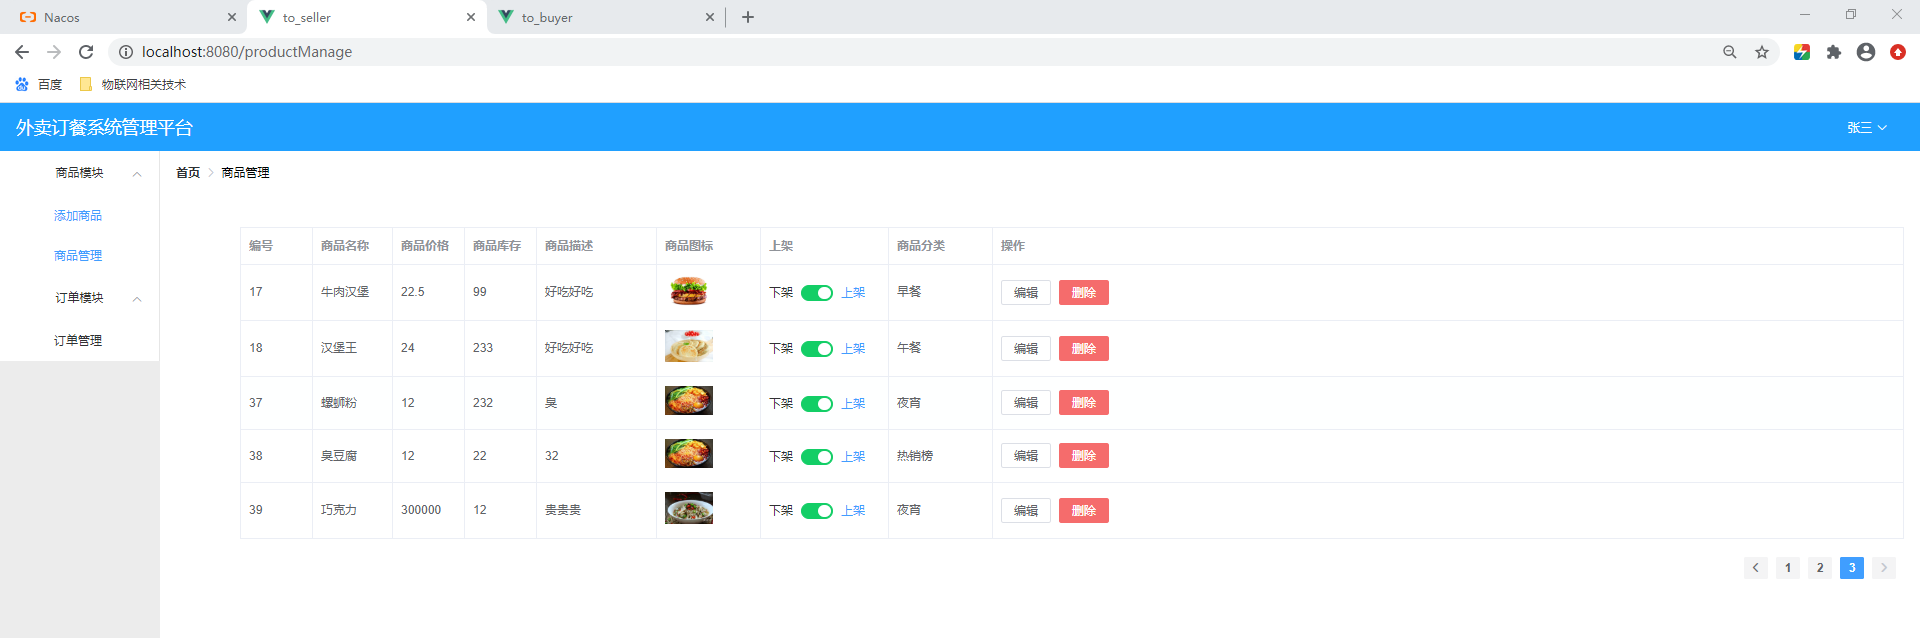 Nacos
to_seller
to_buyer
localhost:8080/productManage
百度
物联网相关技术
外卖订餐系统管理平台
张三
商品模块
添加商品
商品管理
订单模块
订单管理
首页 商品管理
编号 商品名称 商品价格 商品库存 商品描述 商品图标 上架 商品分类 操作
17 牛肉汉堡 22.5 99 好吃好吃 下架 上架 早餐 编辑 删除
18 汉堡王 24 233 好吃好吃 下架 上架 午餐 编辑 删除
37 螺蛳粉 12 232 臭 下架 上架 夜宵 编辑 删除
38 臭豆腐 12 22 32 下架 上架 热销榜 编辑 删除
39 巧克力 300000 12 贵贵贵 下架 上架 夜宵 编辑 删除
1 2 3